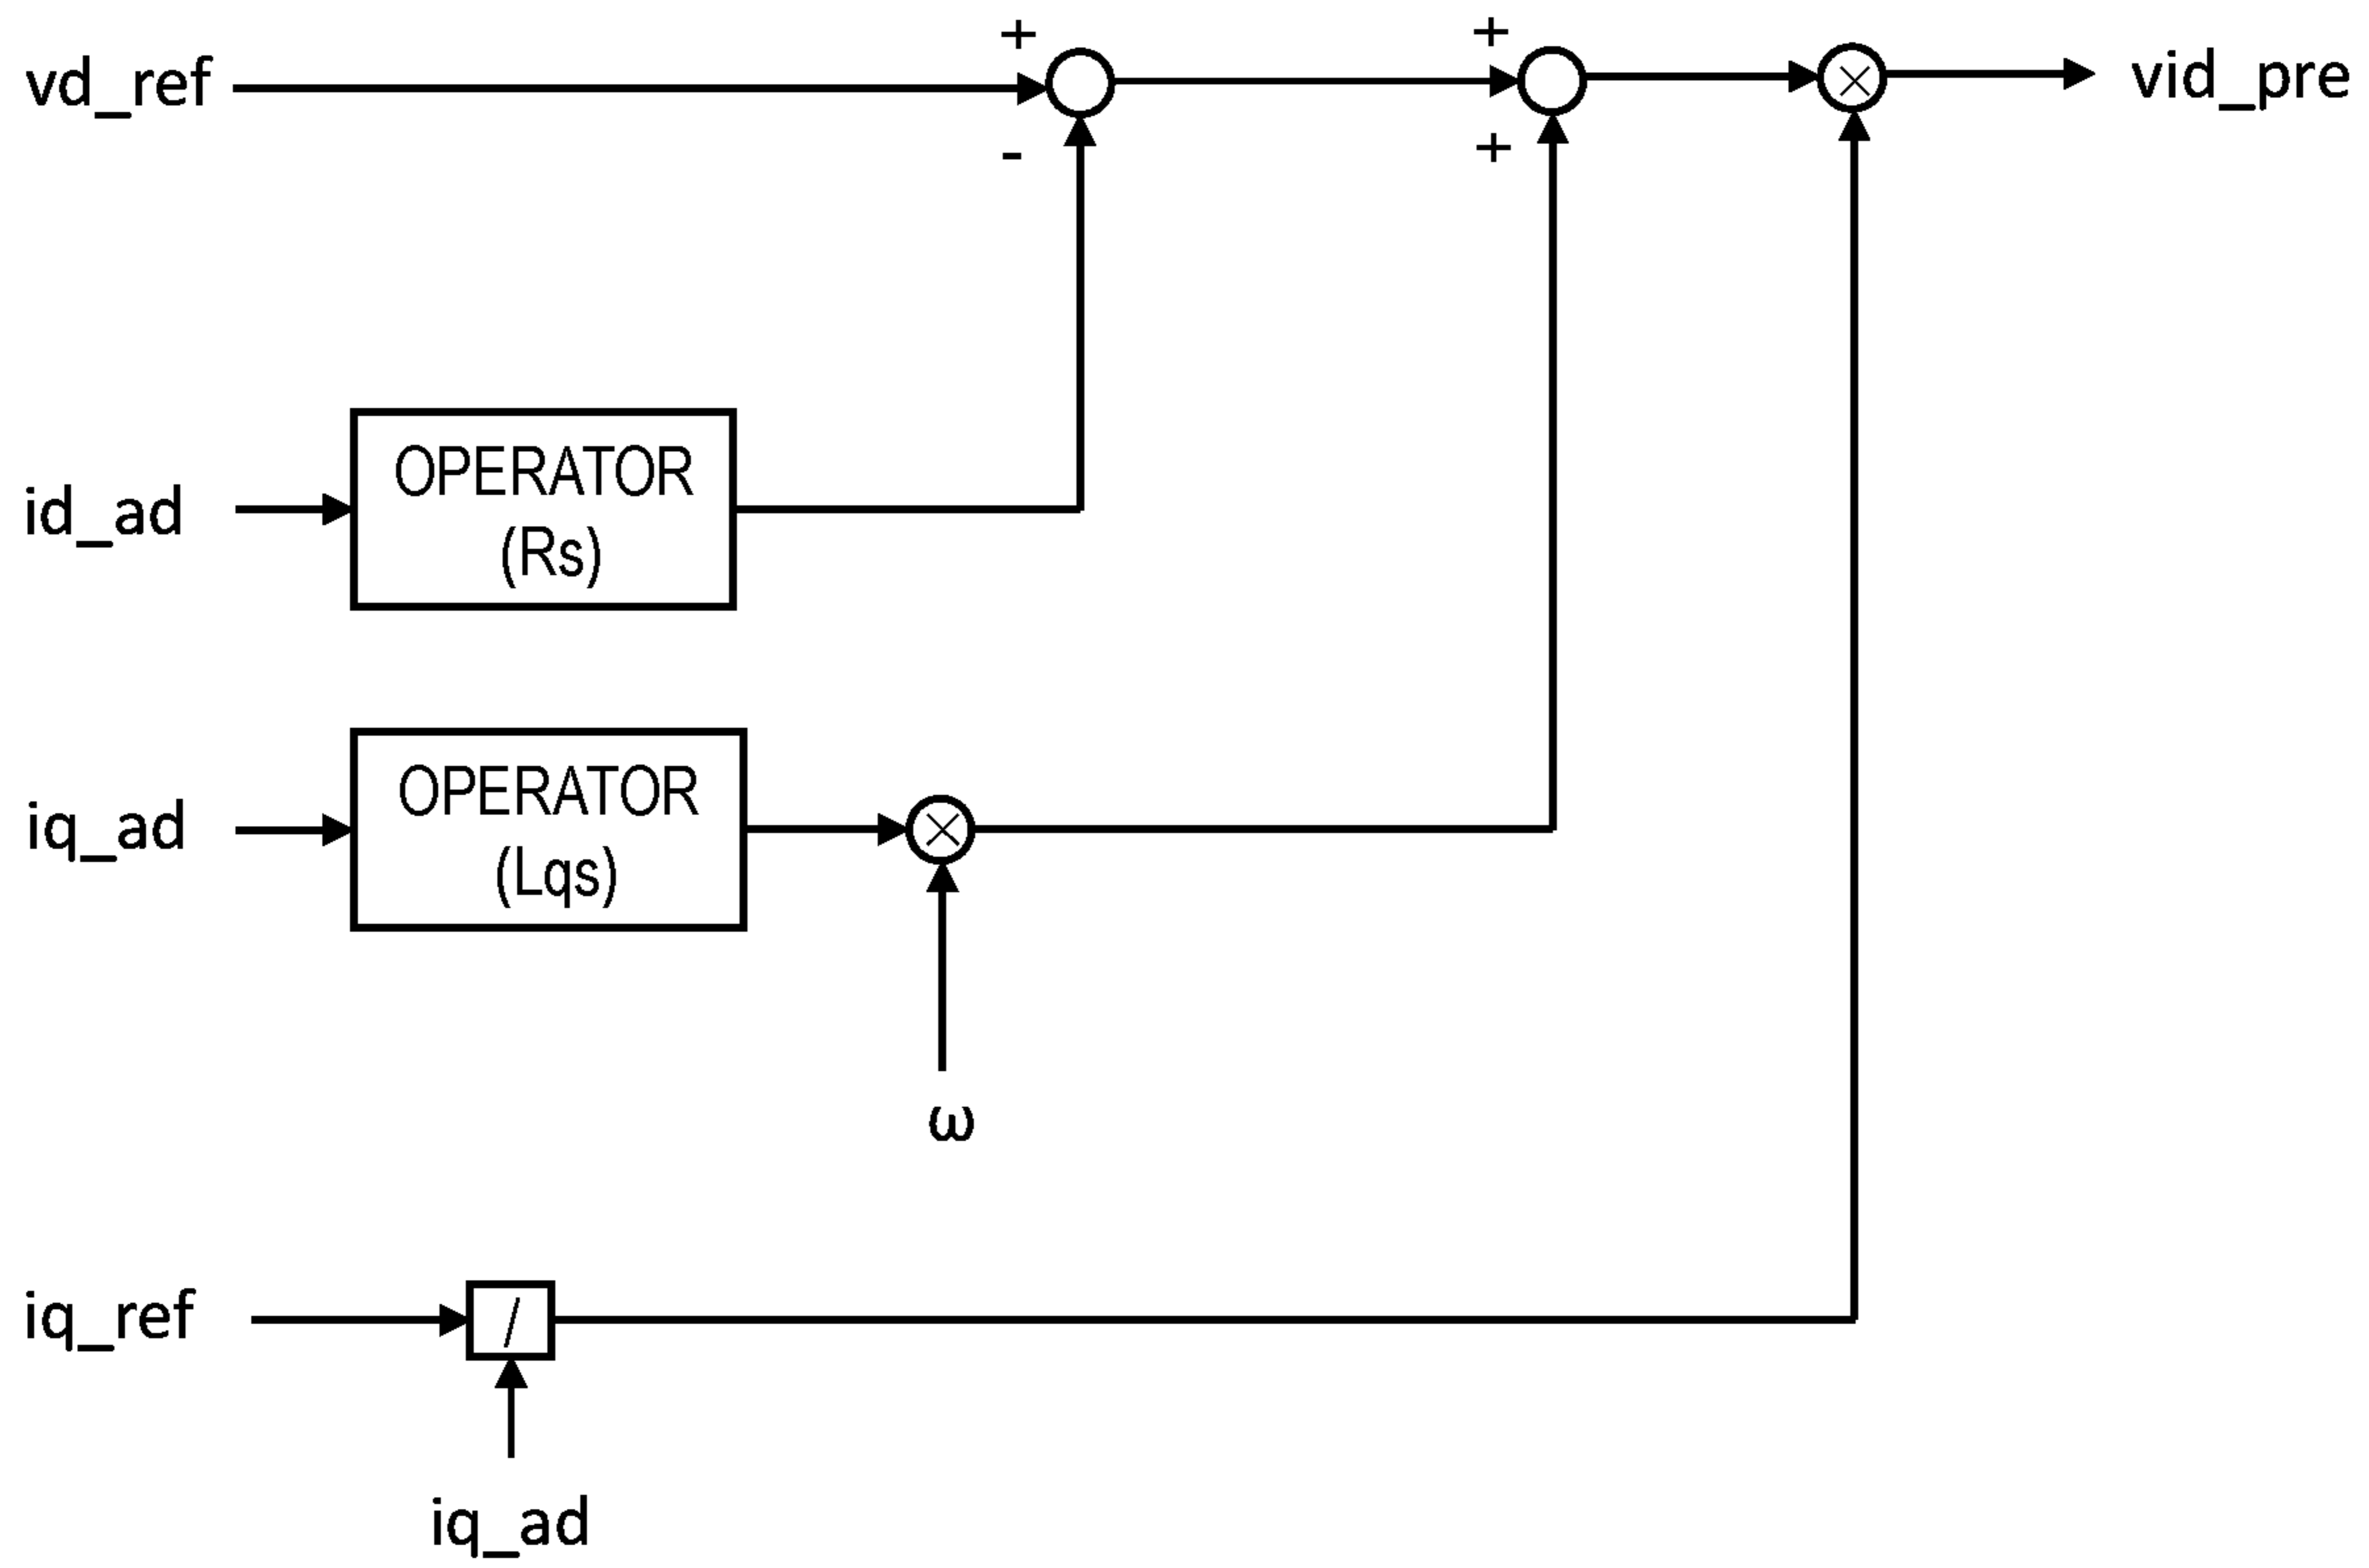 +
+
vd_ref
×
vid_pre
-
+
OPERATOR
(Rs)
id_ad
OPERATOR
(Lqs)
iq_ad
×
ω
iq_ref
/
iq_ad